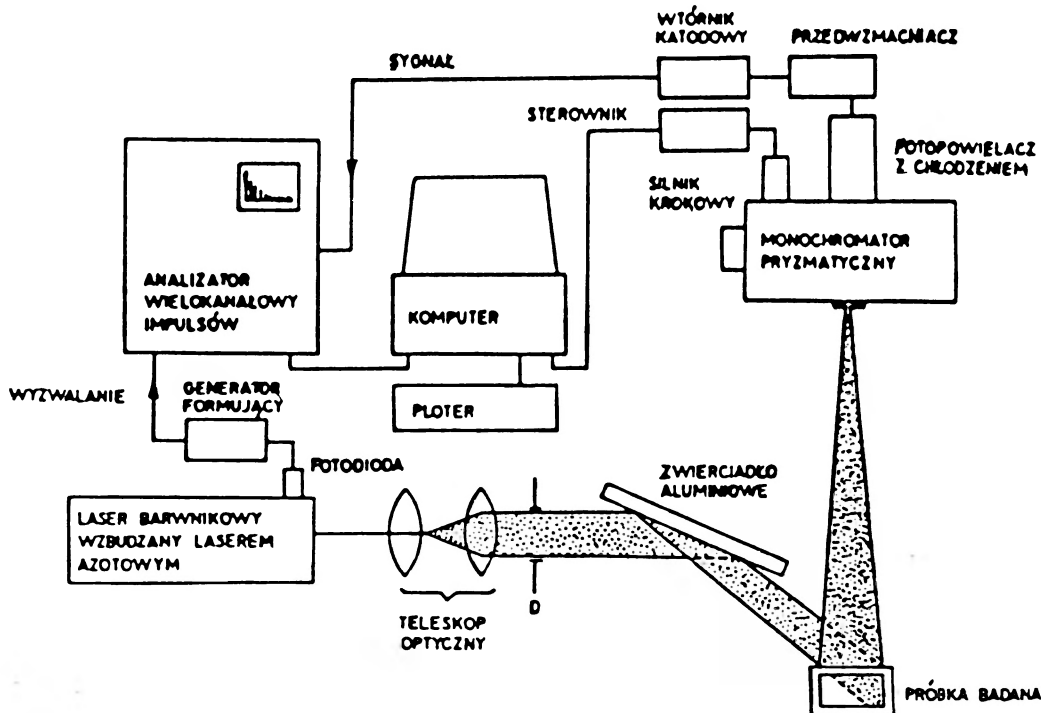 WTÓRNIK
KATODOWY
PRZEDWZMACNIACZ
SYGNAŁ
STEROWNIK
FOTOPOWIELACZ
Z CHŁODZENIEM
SILNIK
KROKOWY
MONOCHROMATOR
PRYZMATYCZNY
ANALIZATOR
WIELOKANAŁOWY
IMPULSÓW
KOMPUTER
PLOTER
WYZWALANIE
GENERATOR
FORMUJĄCY
FOTODIODA
ZWIERCIADŁO
ALUMINIOWE
LASER BARWNIKOWY
WZBUDZANY LASEREM
AZOTOWYM
D
TELESKOP
OPTYCZNY
PRÓBKA BADANA